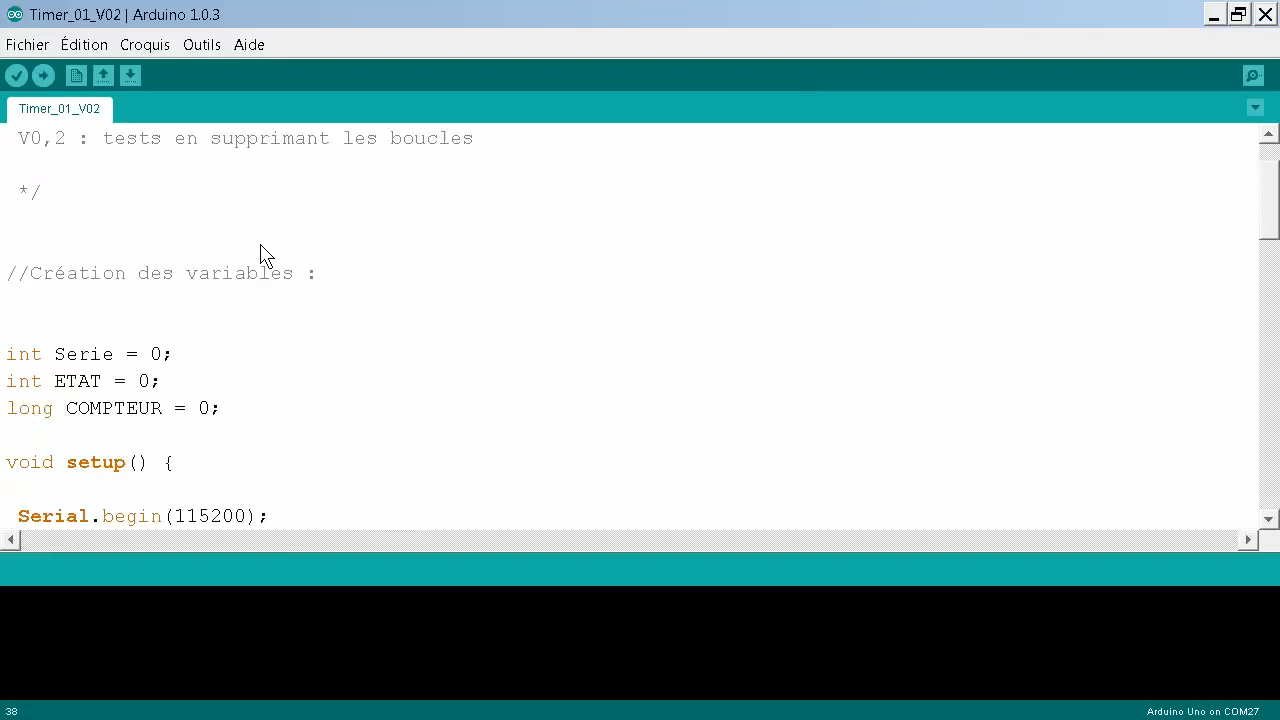 Timer_01_V02 | Arduino 1.0.3
Fichier Édition Croquis Outils Aide
Timer_01_V02
V0,2 : tests en supprimant les boucles
*/
//Création des variables :
int Serie = 0;
int ETAT = 0;
long COMPTEUR = 0;
void setup() {
Serial.begin(115200);
38
Arduino Uno on COM27